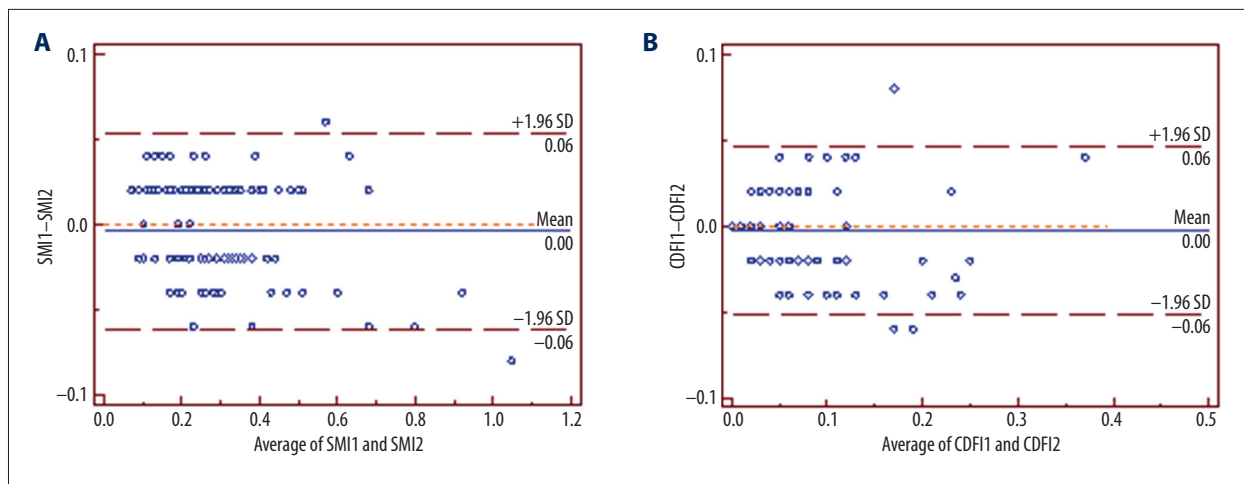 A
0.1
0.0
–0.1
SMI1–SMI2
+1.96 SD
0.06
Mean
0.00
–1.96 SD
–0.06
0.0 0.2 0.4 0.6 0.8 1.0 1.2
Average of SMI1 and SMI2
B
0.1
0.0
–0.1
CDFI1–CDFI2
+1.96 SD
0.06
Mean
0.00
–1.96 SD
–0.06
0.0 0.1 0.2 0.3 0.4 0.5
Average of CDFI1 and CDFI2